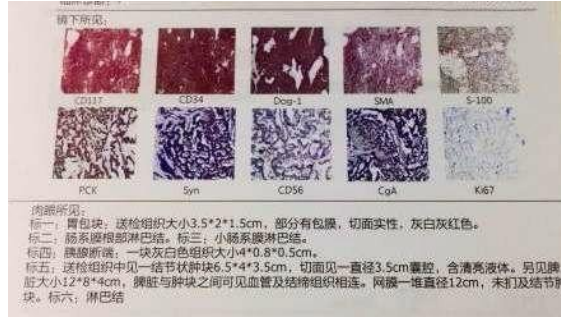 镜下所见:
CD117 CD34 Dog-1 SMA S-100
PCK Syn CD56 CgA Ki67
肉眼所见:
标一:胃包块:送检组织大小3.5*2*1.5cm,部分有包膜,切面实性,灰白灰红色。
标二:肠系膜根部淋巴结。标三:小肠系膜淋巴结。
标四:胰腺断端:一块灰白色组织大小4*0.8*0.5cm。
标五:送检组织中见一结节状肿块6.5*4*3.5cm,切面见一直径3.5cm囊腔,含清亮液体。另见脾
脏大小12*8*4cm,脾脏与肿块之间可见血管及结缔组织相连。网膜一堆直径12cm,未扪及结节肿
块。标六:淋巴结